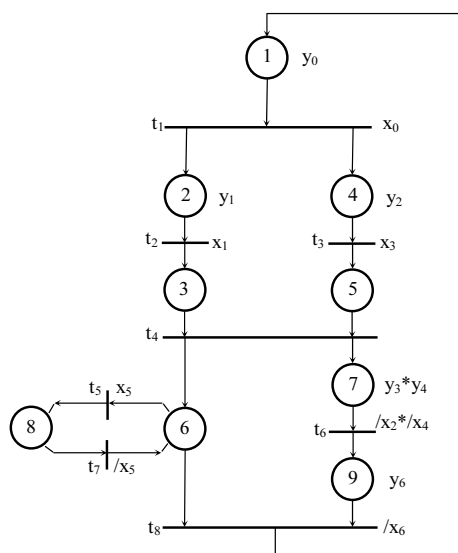 1 y₀
t₁ x₀
2 y₁ 4 y₂
t₂ x₁ t₃ x₃
3 5
t₄
7 y₃*y₄
t₅ x₅
8 6
t₆ /x₂*/x₄
t₇ /x₅
9 y₆
t₈ /x₆